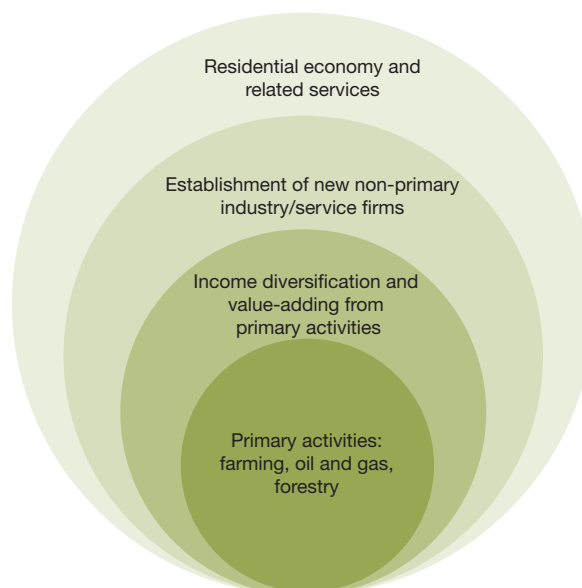 Residential economy and
related services
Establishment of new non-primary
industry/service firms
Income diversification and
value-adding from
primary activities
Primary activities:
farming, oil and gas,
forestry